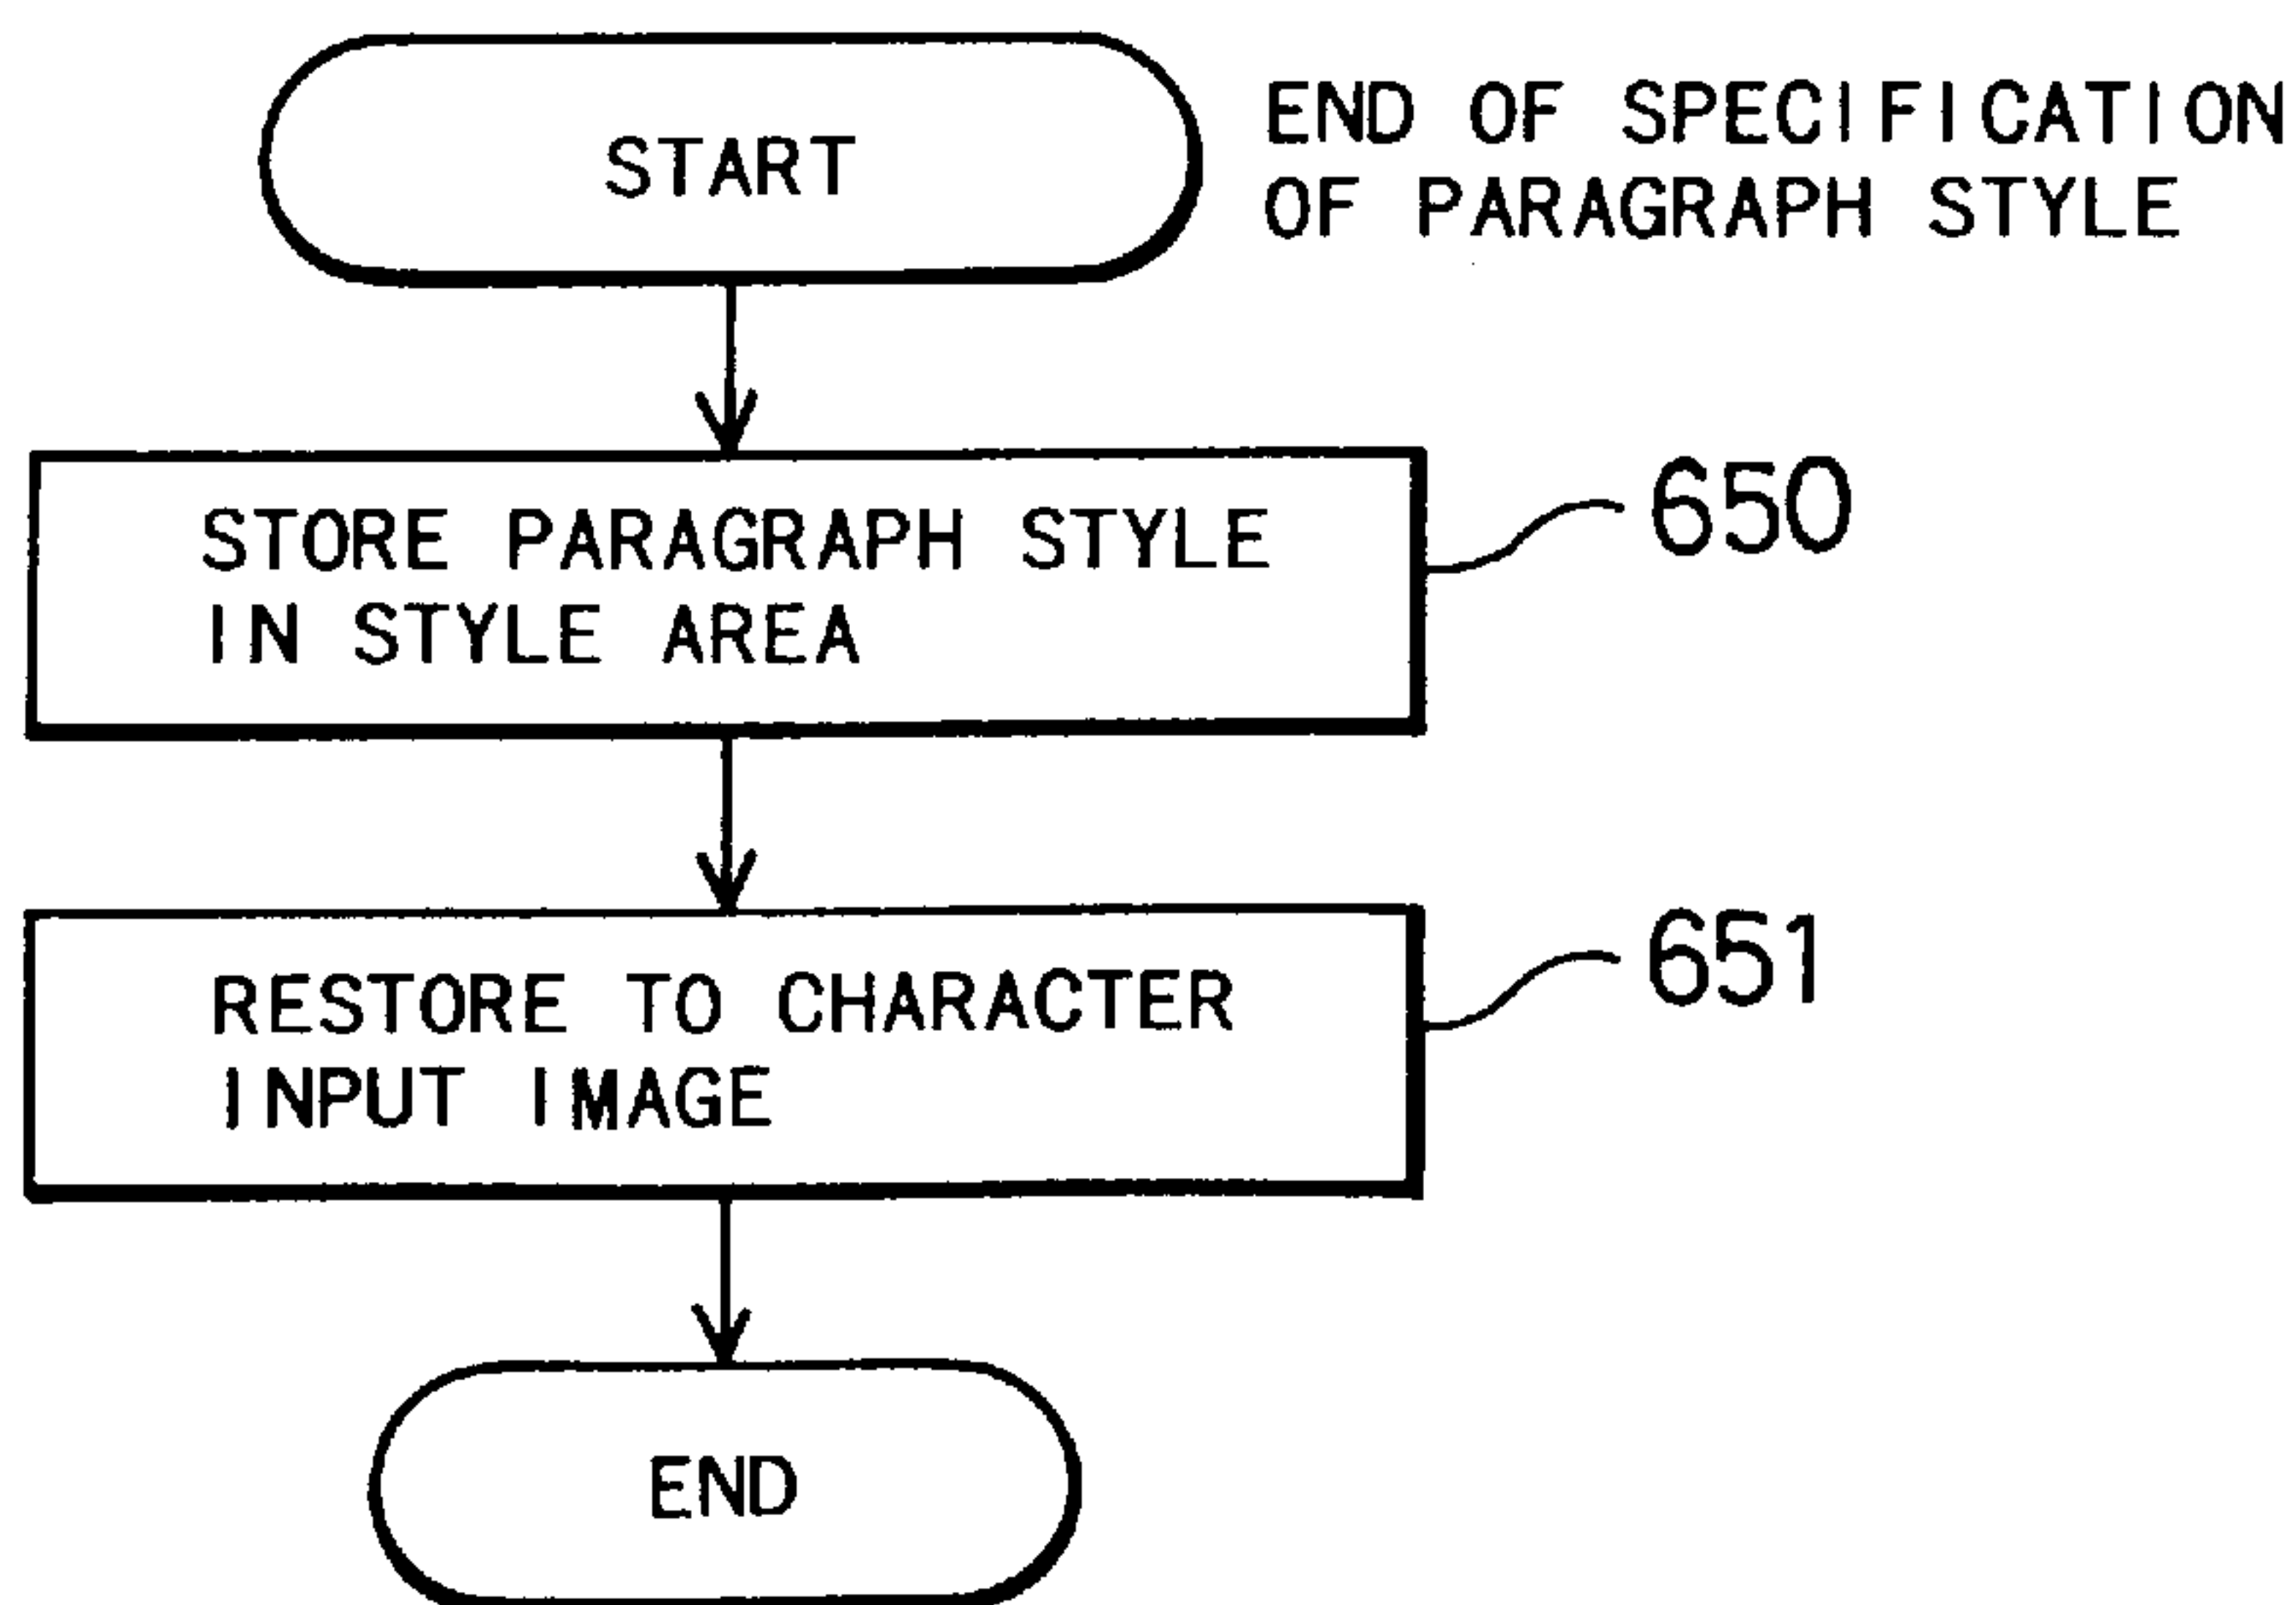 START
END OF SPECIFICATION
OF PARAGRAPH STYLE
STORE PARAGRAPH STYLE
IN STYLE AREA
650
RESTORE TO CHARACTER
INPUT IMAGE
651
END